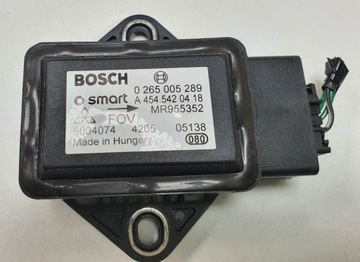 BOSCH 0 265 005 289
smart A 454 542 04 18
MR955352
FOV
5004074 4205 05138
Made in Hungary 080